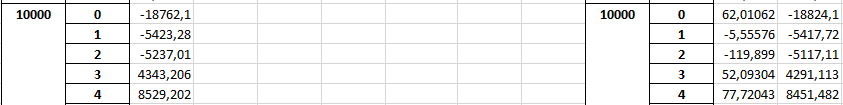 10000 0 -18762,1 10000 0 62,01062 -18824,1
1 -5423,28 1 -5,55576 -5417,72
2 -5237,01 2 -119,899 -5117,11
3 4343,206 3 52,09304 4291,113
4 8529,202 4 77,72043 8451,482